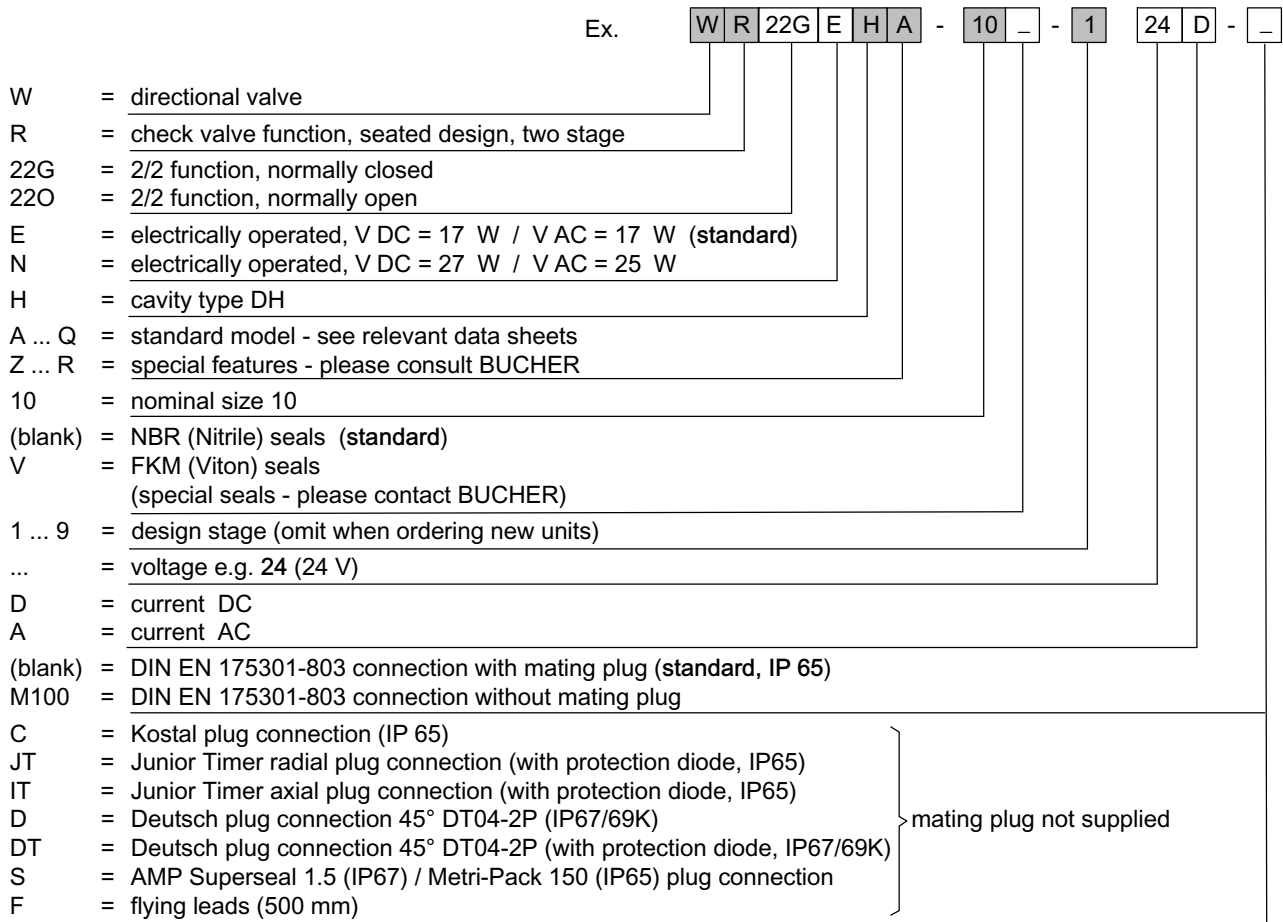 Ex. W R 22G E H A - 10 _ - 1 24 D - _
W = directional valve
R = check valve function, seated design, two stage
22G = 2/2 function, normally closed
22O = 2/2 function, normally open
E = electrically operated, V DC = 17 W / V AC = 17 W (standard)
N = electrically operated, V DC = 27 W / V AC = 25 W
H = cavity type DH
A ... Q = standard model - see relevant data sheets
Z ... R = special features - please consult BUCHER
10 = nominal size 10
(blank) = NBR (Nitrile) seals (standard)
V = FKM (Viton) seals
(special seals - please contact BUCHER)
1 ... 9 = design stage (omit when ordering new units)
... = voltage e.g. 24 (24 V)
D = current DC
A = current AC
(blank) = DIN EN 175301-803 connection with mating plug (standard, IP 65)
M100 = DIN EN 175301-803 connection without mating plug
C = Kostal plug connection (IP 65)
JT = Junior Timer radial plug connection (with protection diode, IP65)
IT = Junior Timer axial plug connection (with protection diode, IP65)
D = Deutsch plug connection 45° DT04-2P (IP67/69K)
mating plug not supplied
DT = Deutsch plug connection 45° DT04-2P (with protection diode, IP67/69K)
S = AMP Superseal 1.5 (IP67) / Metri-Pack 150 (IP65) plug connection
F = flying leads (500 mm)